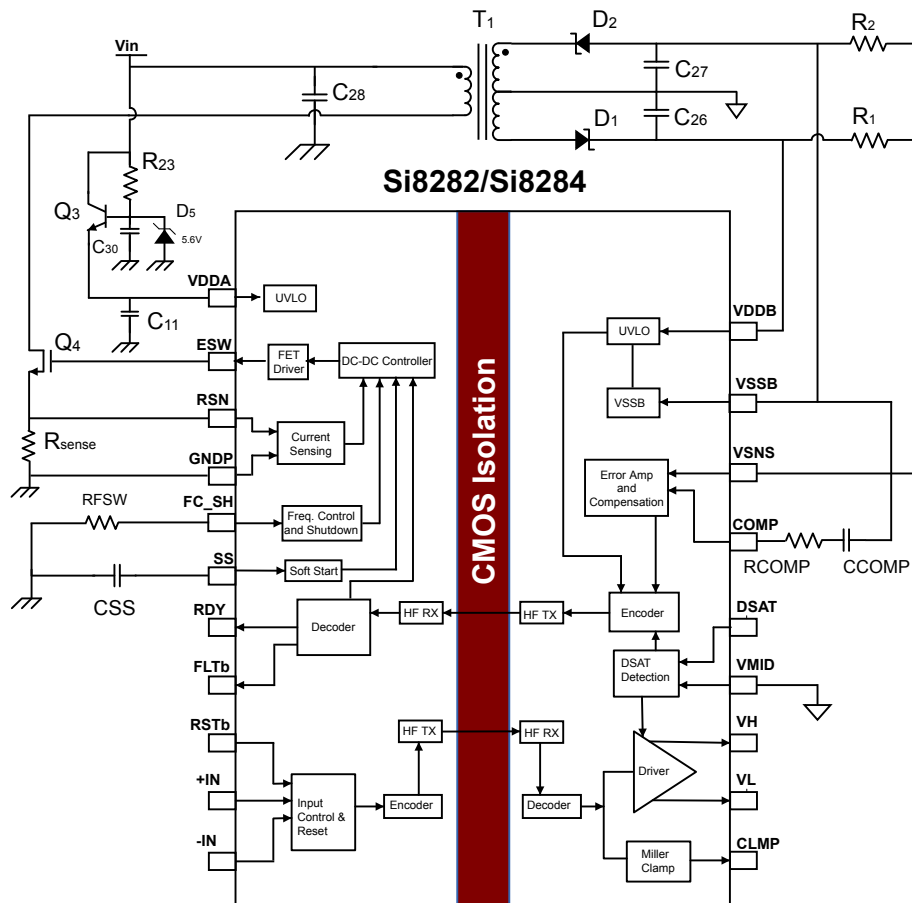 T1
D2
R2
Vin
C28
C27
C26
D1
R1
R23
Q3
C30
D5
5.6V
Si8282/Si8284
CMOS Isolation
VDDA
UVLO
C11
ESW
Q4
FET
Driver
DC-DC Controller
RSN
Rsense
GNDP
Current
Sensing
FC_SH
RFSW
Freq. Control
and Shutdown
SS
CSS
Soft Start
RDY
Decoder
HF RX
FLTb
RSTb
HF TX
+IN
Input
Control &
Reset
Encoder
-IN
VDDB
UVLO
VSSB
VSSB
VSNS
Error Amp
and
Compensation
COMP
RCOMP
CCOMP
HF TX
Encoder
DSAT
DSAT
Detection
VMID
HF RX
VH
Driver
VL
Decoder
Miller
Clamp
CLMP